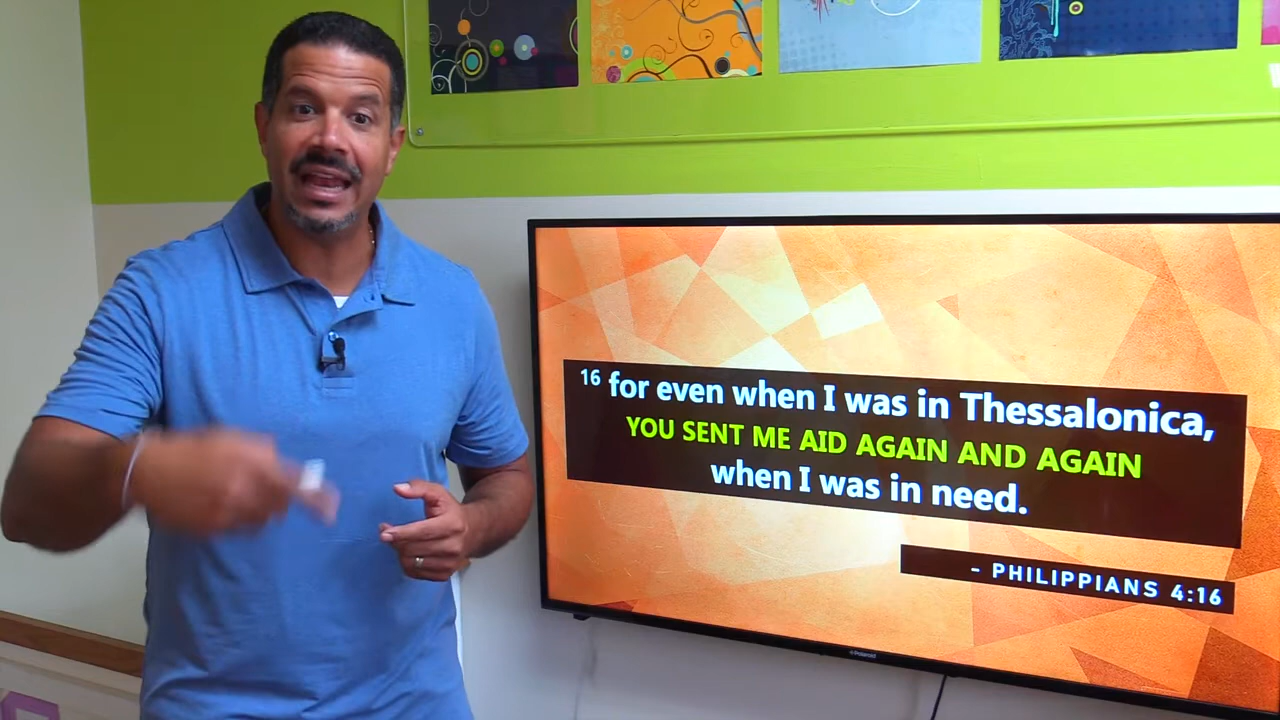 16 for even when I was in Thessalonica,
YOU SENT ME AID AGAIN AND AGAIN
when I was in need.
– PHILIPPIANS 4:16
Polaroid